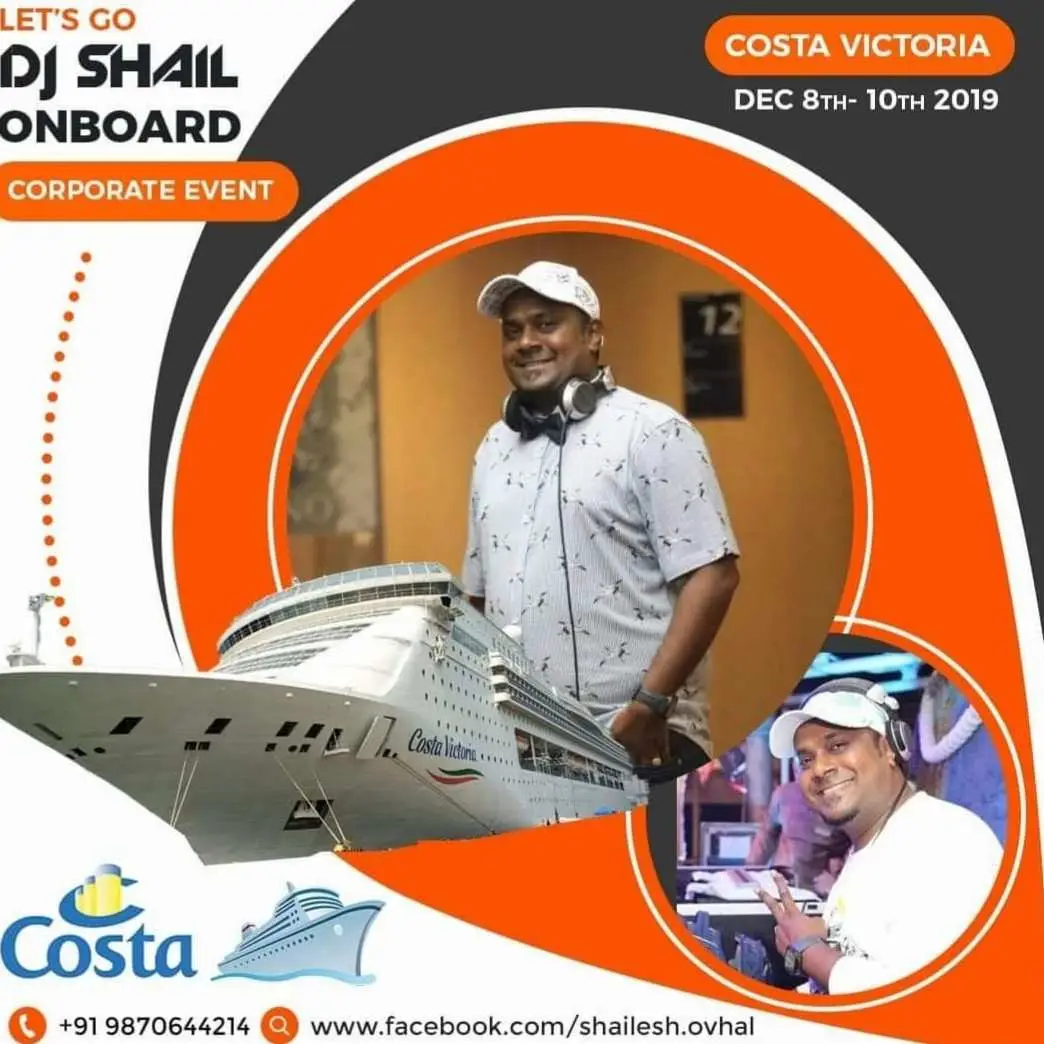 LET'S GO
DJ SHAIL
ONBOARD
CORPORATE EVENT
COSTA VICTORIA
DEC 8TH- 10TH 2019
12
Costa Victoria
Costa
+91 9870644214
www.facebook.com/shailesh.ovhal